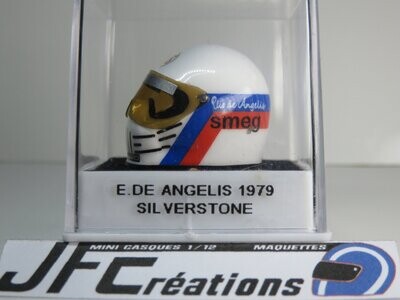 Elio de Angelis
smeg
E.DE ANGELIS 1979
SILVERSTONE
MINI CASQUES 1/12 MAQUETTES
JFCréations